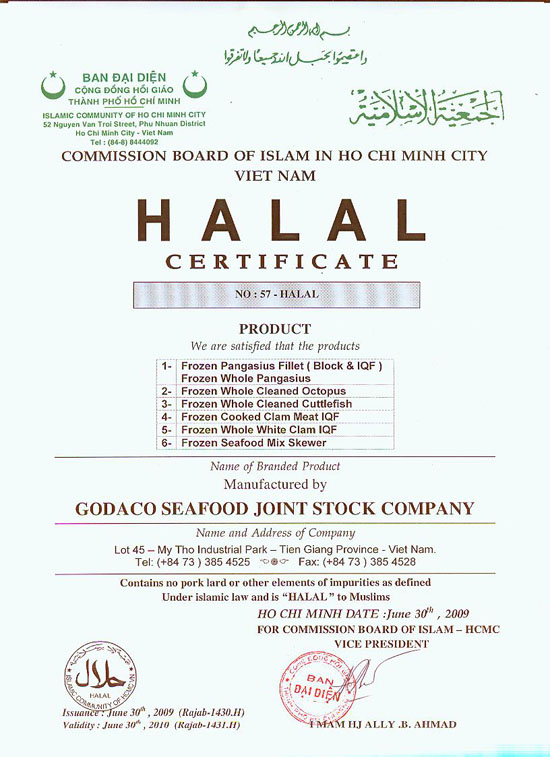 بسم الله الرحمن الرحيم
واعتصموا بحبل الله جميعا ولا تفرقوا
BAN ĐẠI DIỆN
CỘNG ĐỒNG HỒI GIÁO
THÀNH PHỐ HỒ CHÍ MINH
ISLAMIC COMMUNITY OF HO CHI MINH CITY
52 Nguyen Van Troi Street, Phu Nhuan District
Ho Chi Minh City - Viet Nam
Tel : (84-8) 8444092
الجمعية الإسلامية
COMMISSION BOARD OF ISLAM IN HO CHI MINH CITY
VIET NAM
HALAL
CERTIFICATE
NO : 57 - HALAL
PRODUCT
We are satisfied that the products
1- Frozen Pangasius Fillet ( Block & IQF )
Frozen Whole Pangasius
2- Frozen Whole Cleaned Octopus
3- Frozen Whole Cleaned Cuttlefish
4- Frozen Cooked Clam Meat IQF
5- Frozen Whole White Clam IQF
6- Frozen Seafood Mix Skewer
Name of Branded Product
Manufactured by
GODACO SEAFOOD JOINT STOCK COMPANY
Name and Address of Company
Lot 45 – My Tho Industrial Park – Tien Giang Province - Viet Nam.
Tel: (+84 73 ) 385 4525 Fax: (+84 73 ) 385 4528
Contains no pork lard or other elements of impurities as defined
Under islamic law and is “HALAL” to Muslims
HO CHI MINH DATE :June 30th , 2009
FOR COMMISSION BOARD OF ISLAM – HCMC
VICE PRESIDENT
حلال
HALAL
ISLAMIC COMMUNITY OF HCMC VN
BAN
ĐẠI DIỆN
Issuance : June 30th , 2009 (Rajab-1430.H)
Validity : June 30th , 2010 (Rajab-1431.H)
I MAM HJ ALLY .B. AHMAD